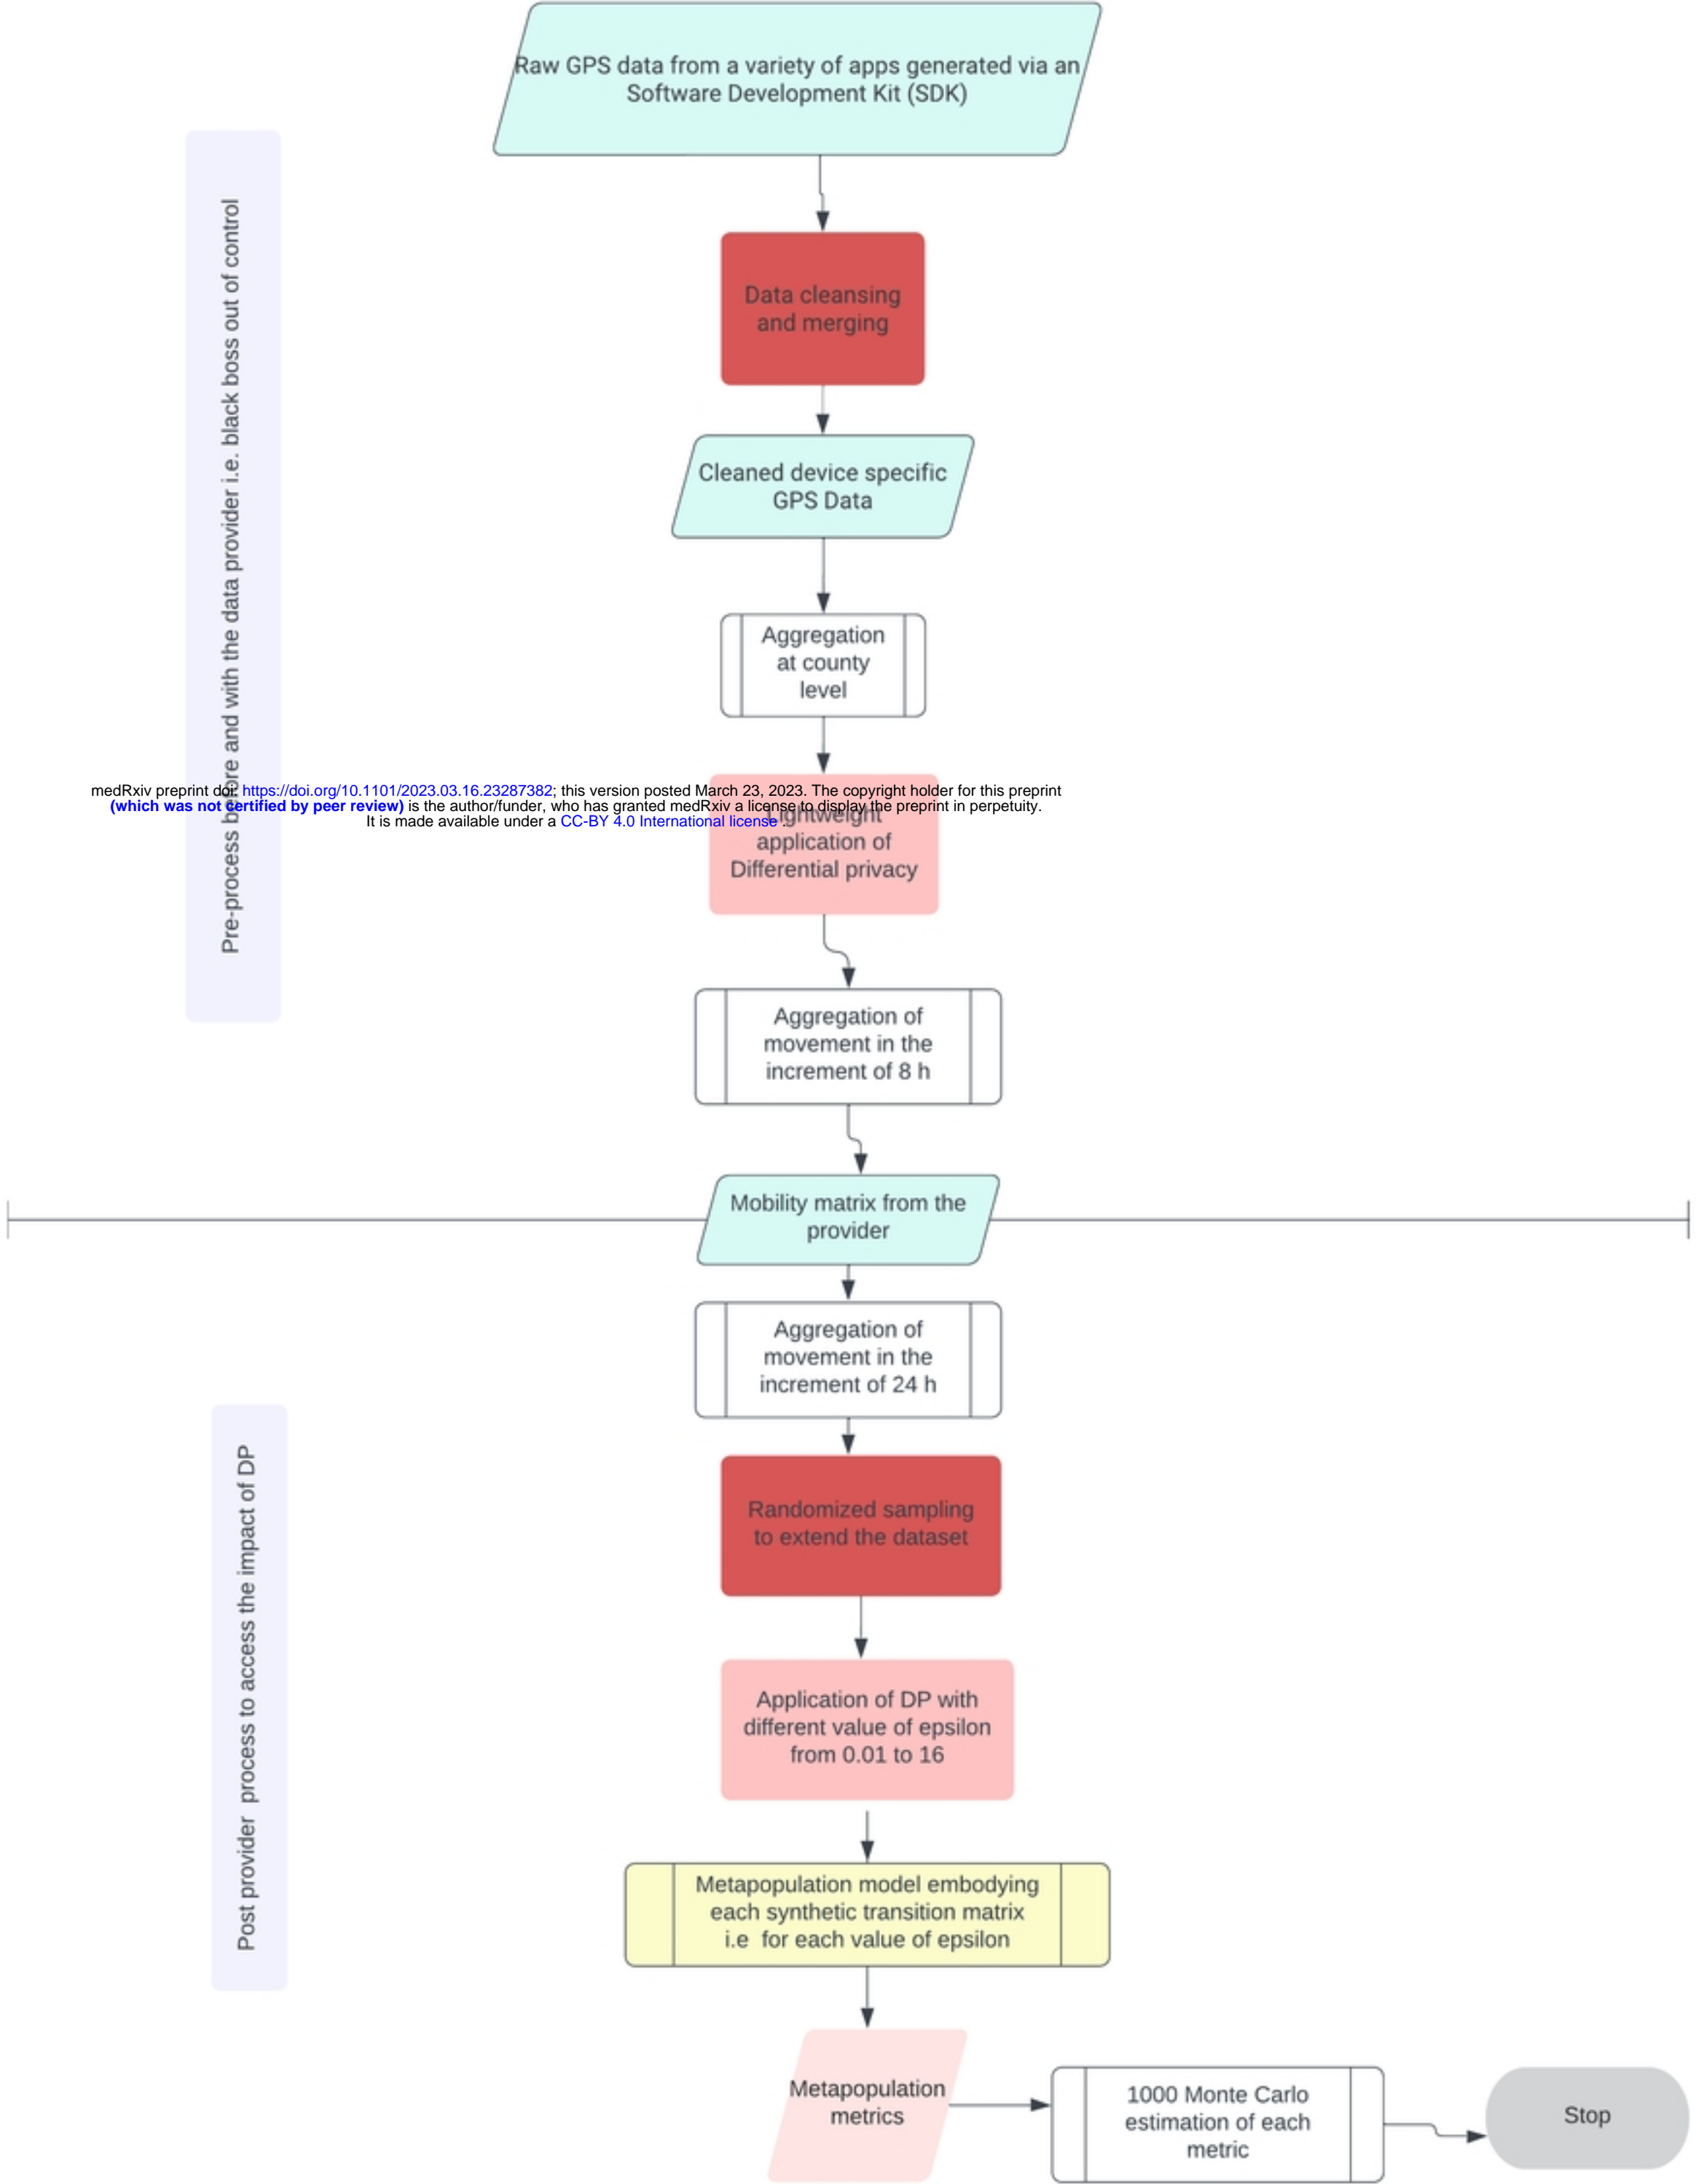 Raw GPS data from a variety of apps generated via an
Software Development Kit (SDK)
Pre-process before and with the data provider i.e. black boss out of control
Data cleansing
and merging
Cleaned device specific
GPS Data
Aggregation
at county
level
medRxiv preprint doi: https://doi.org/10.1101/2023.03.16.23287382; this version posted March 23, 2023. The copyright holder for this preprint
(which was not certified by peer review) is the author/funder, who has granted medRxiv a license to display the preprint in perpetuity.
It is made available under a CC-BY 4.0 International license .
Lightweight
application of
Differential privacy
Aggregation of
movement in the
increment of 8 h
Mobility matrix from the
provider
Aggregation of
movement in the
increment of 24 h
Post provider process to access the impact of DP
Randomized sampling
to extend the dataset
Application of DP with
different value of epsilon
from 0.01 to 16
Metapopulation model embodying
each synthetic transition matrix
i.e for each value of epsilon
Metapopulation
metrics
1000 Monte Carlo
estimation of each
metric
Stop